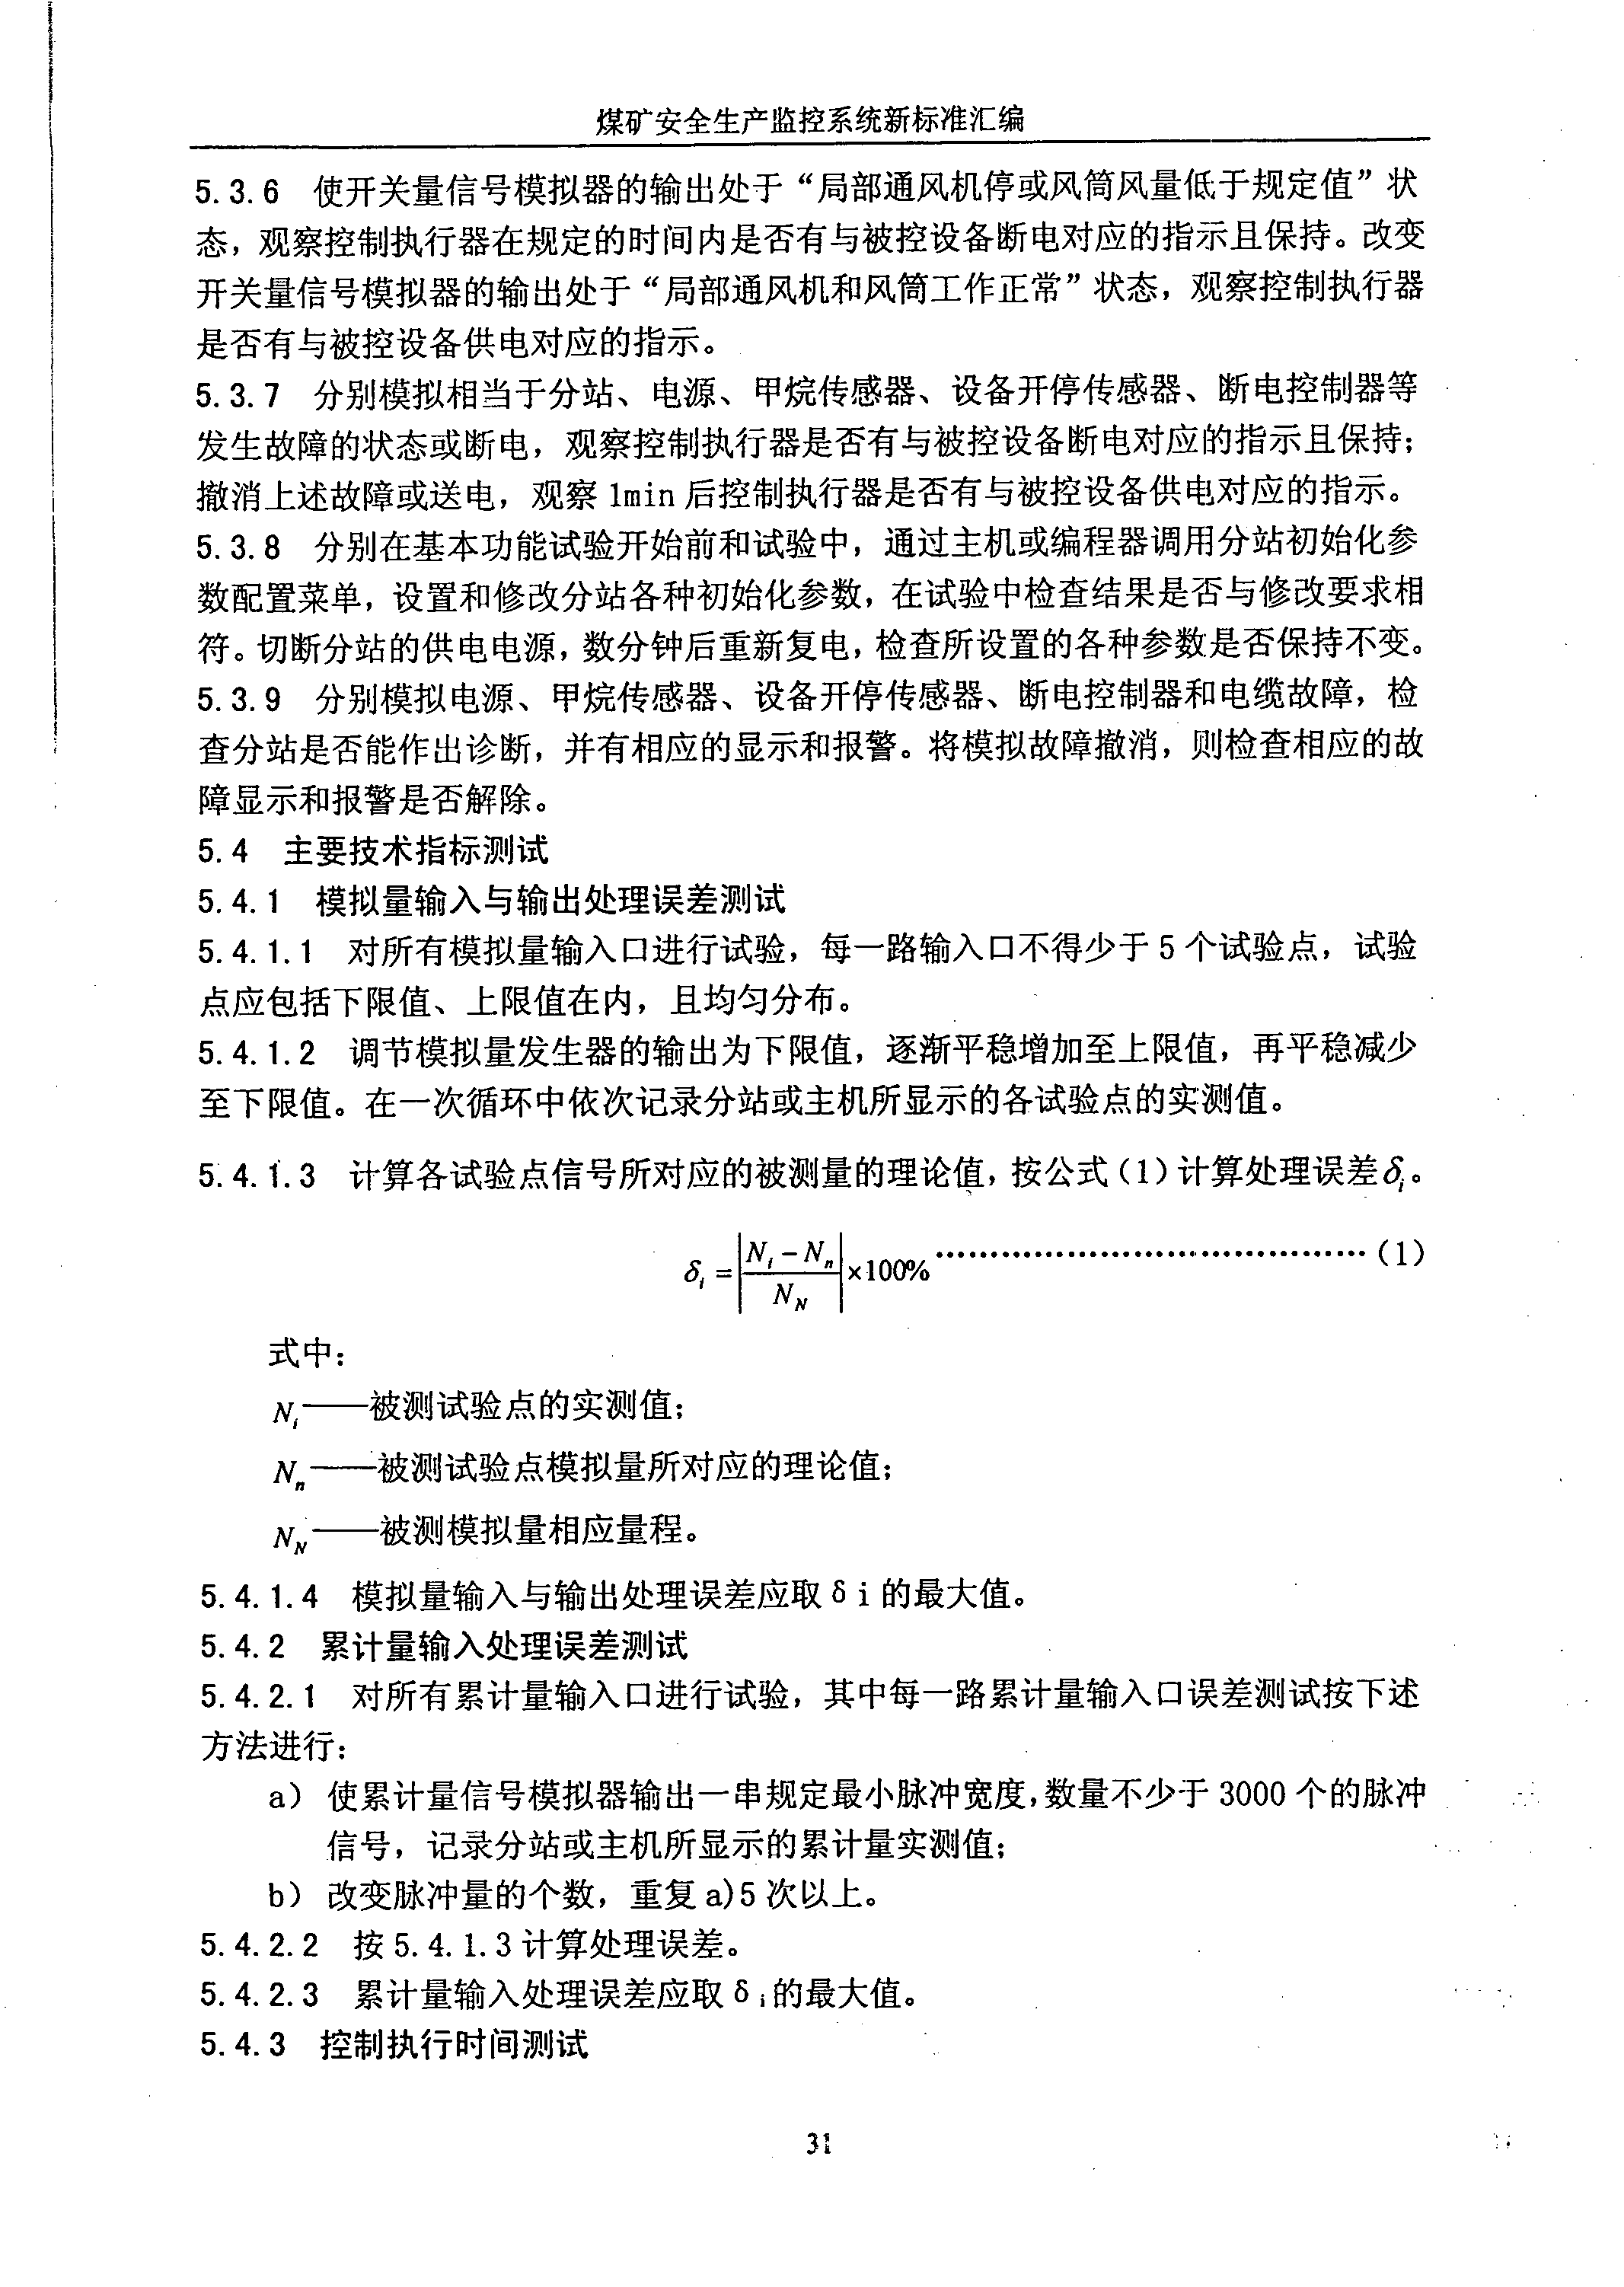 煤矿安全生产监控系统新标准汇编
5.3.6 使开关量信号模拟器的输出处于“局部通风机停或风筒风量低于规定值”状
态，观察控制执行器在规定的时间内是否有与被控设备断电对应的指示且保持。改变
开关量信号模拟器的输出处于“局部通风机和风筒工作正常”状态，观察控制执行器
是否有与被控设备供电对应的指示。
5.3.7 分别模拟相当于分站、电源、甲烷传感器、设备开停传感器、断电控制器等
发生故障的状态或断电，观察控制执行器是否有与被控设备断电对应的指示且保持；
撤消上述故障或送电，观察 1min 后控制执行器是否有与被控设备供电对应的指示。
5.3.8 分别在基本功能试验开始前和试验中，通过主机或编程器调用分站初始化参
数配置菜单，设置和修改分站各种初始化参数，在试验中检查结果是否与修改要求相
符。切断分站的供电电源，数分钟后重新复电，检查所设置的各种参数是否保持不变。
5.3.9 分别模拟电源、甲烷传感器、设备开停传感器、断电控制器和电缆故障，检
查分站是否能作出诊断，并有相应的显示和报警。将模拟故障撤消，则检查相应的故
障显示和报警是否解除。
5.4 主要技术指标测试
5.4.1 模拟量输入与输出处理误差测试
5.4.1.1 对所有模拟量输入口进行试验，每一路输入口不得少于 5 个试验点，试验
点应包括下限值、上限值在内，且均匀分布。
5.4.1.2 调节模拟量发生器的输出为下限值，逐渐平稳增加至上限值，再平稳减少
至下限值。在一次循环中依次记录分站或主机所显示的各试验点的实测值。
5.4.1.3 计算各试验点信号所对应的被测量的理论值，按公式(1)计算处理误差δi。
δi = |(Ni − Nn) / NN| ×100% ······································(1)
式中：
Ni——被测试验点的实测值；
Nn——被测试验点模拟量所对应的理论值；
NN——被测模拟量相应量程。
5.4.1.4 模拟量输入与输出处理误差应取 δi 的最大值。
5.4.2 累计量输入处理误差测试
5.4.2.1 对所有累计量输入口进行试验，其中每一路累计量输入口误差测试按下述
方法进行：
a) 使累计量信号模拟器输出一串规定最小脉冲宽度，数量不少于 3000 个的脉冲
信号，记录分站或主机所显示的累计量实测值；
b) 改变脉冲量的个数，重复 a)5 次以上。
5.4.2.2 按 5.4.1.3 计算处理误差。
5.4.2.3 累计量输入处理误差应取 δi的最大值。
5.4.3 控制执行时间测试
31